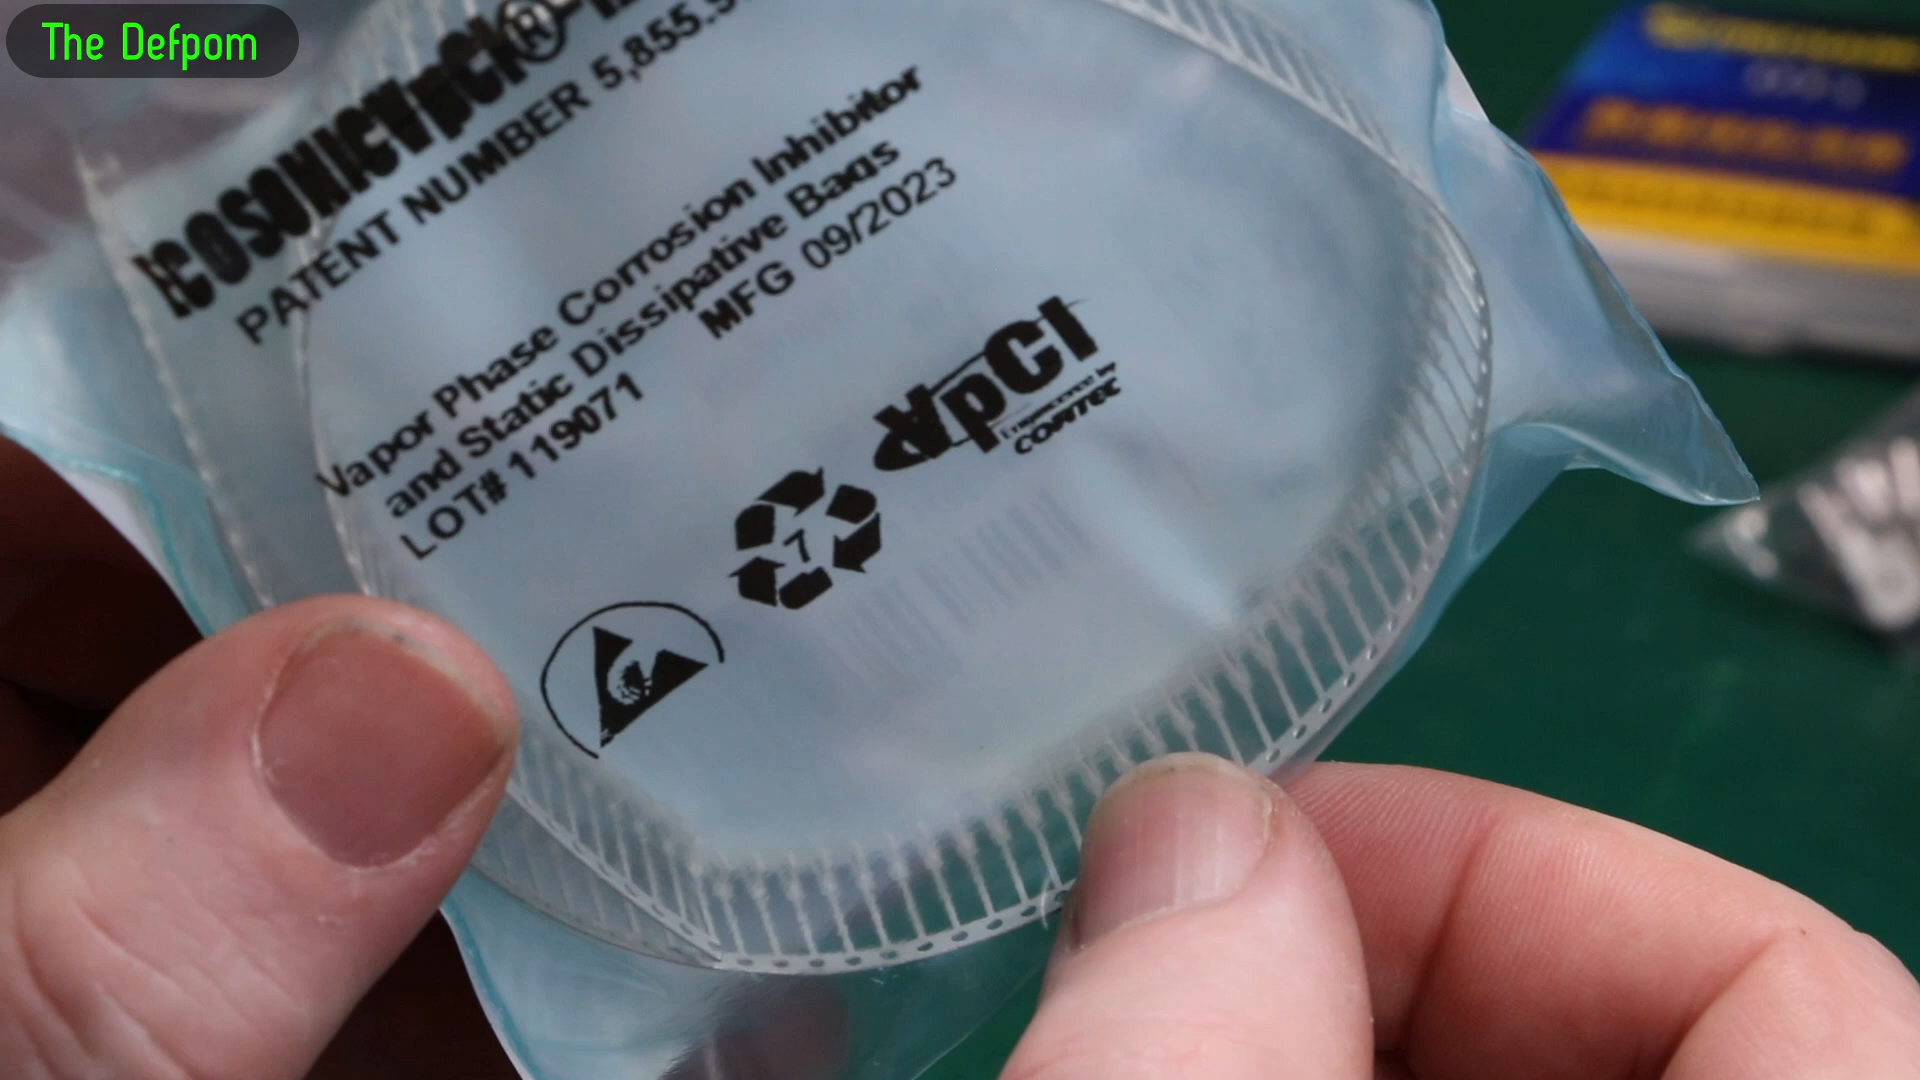 The Defpom
PATENT NUMBER 5,855.9
Vapor Phase Corrosion Inhibitor
and Static Dissipative Bags
LOT# 119071 MFG 09/2023
VpCI
CORTEC
7